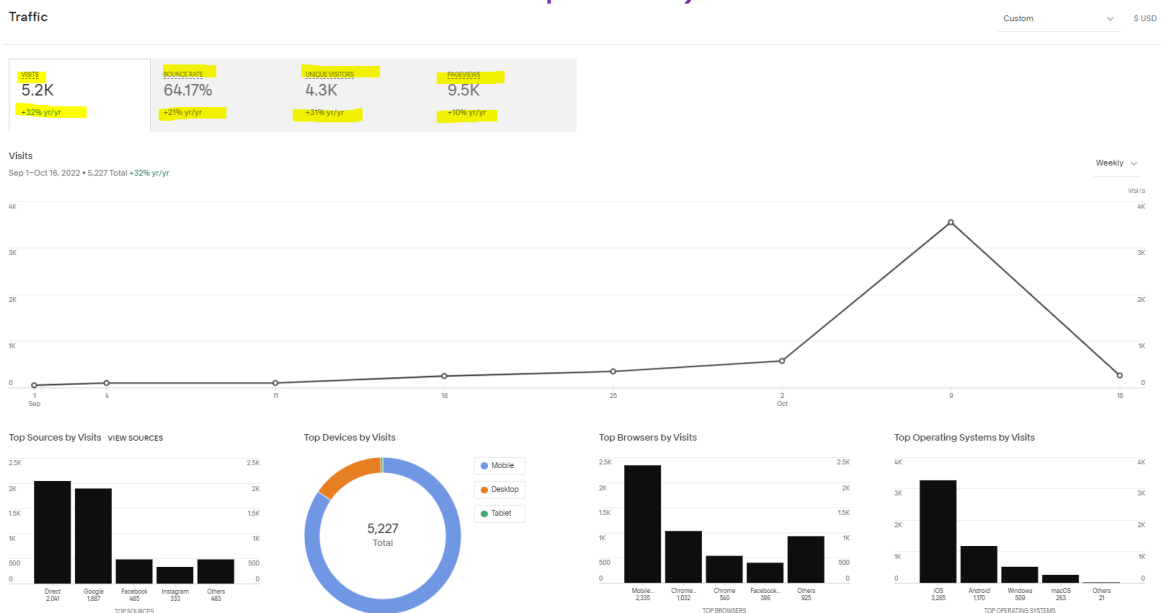 Traffic
Custom
$ USD
VISITS
5.2K
+32% yr/yr
BOUNCE RATE
64.17%
+21% yr/yr
UNIQUE VISITORS
4.3K
+31% yr/yr
PAGEVIEWS
9.5K
+10% yr/yr
Visits
Sep 1–Oct 16, 2022 • 5,227 Total +32% yr/yr
Weekly
VISITS
4K
4K
3K
3K
2K
2K
1K
1K
0
0
1
Sep
4
11
18
25
2
Oct
9
16
Top Sources by Visits VIEW SOURCES
2.5K
2.5K
2K
2K
1.5K
1.5K
1K
1K
500
500
0
0
Direct
2,041
Google
1,887
Facebook
485
Instagram
333
Others
483
TOP SOURCES
Top Devices by Visits
5,227
Total
Mobile
Desktop
Tablet
Top Browsers by Visits
2.5K
2.5K
2K
2K
1.5K
1.5K
1K
1K
500
500
0
0
Mobile...
2,335
Chrome...
1,032
Chrome
540
Facebook...
396
Others
925
TOP BROWSERS
Top Operating Systems by Visits
4K
4K
3K
3K
2K
2K
1K
1K
0
0
iOS
3,265
Android
1,170
Windows
509
macOS
263
Others
21
TOP OPERATING SYSTEMS